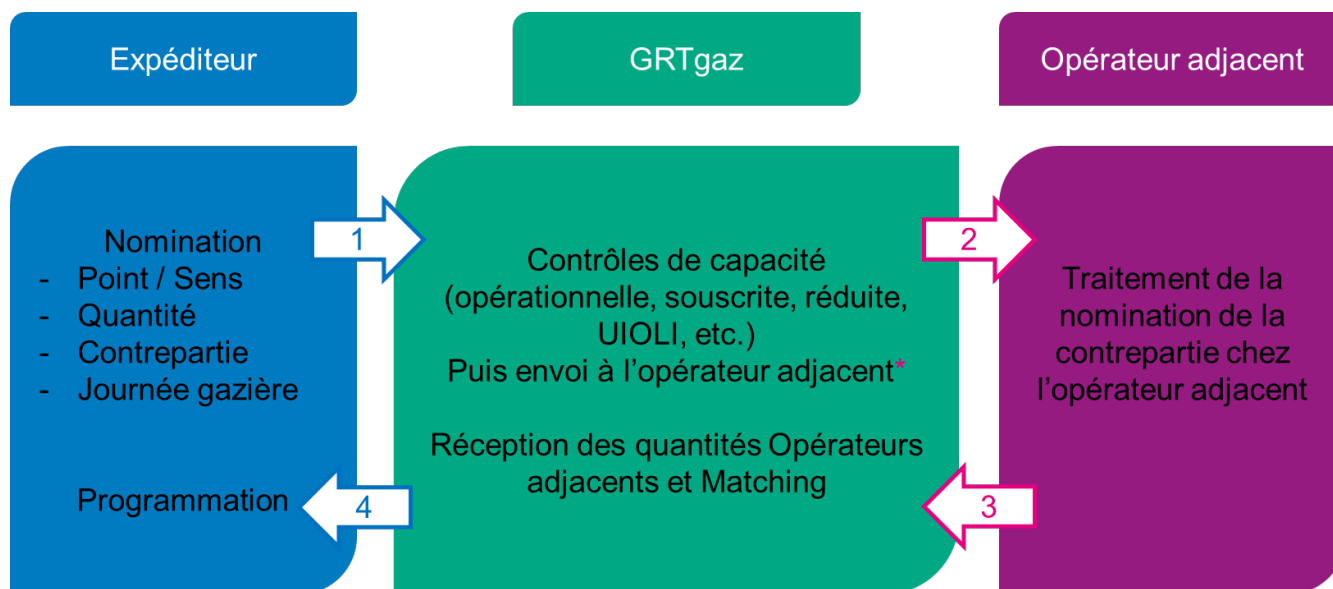 Expéditeur
GRTgaz
Opérateur adjacent
Nomination
- Point / Sens
- Quantité
- Contrepartie
- Journée gazière
Programmation
1
4
Contrôles de capacité
(opérationnelle, souscrite, réduite,
UIOLI, etc.)
Puis envoi à l’opérateur adjacent*
Réception des quantités Opérateurs
adjacents et Matching
2
3
Traitement de la
nomination de la
contrepartie chez
l’opérateur adjacent